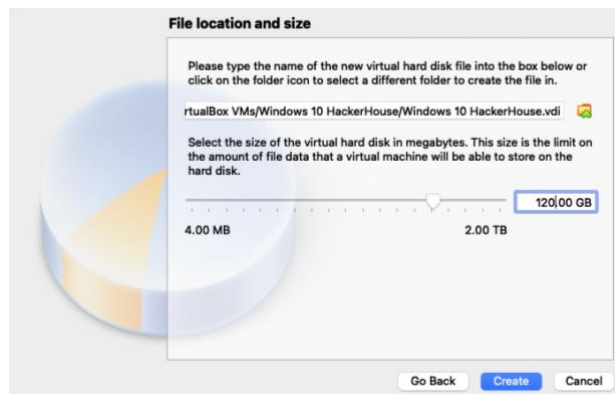 File location and size
Please type the name of the new virtual hard disk file into the box below or
click on the folder icon to select a different folder to create the file in.
rtualBox VMs/Windows 10 HackerHouse/Windows 10 HackerHouse.vdi
Select the size of the virtual hard disk in megabytes. This size is the limit on
the amount of file data that a virtual machine will be able to store on the
hard disk.
120.00 GB
4.00 MB 2.00 TB
Go Back Create Cancel